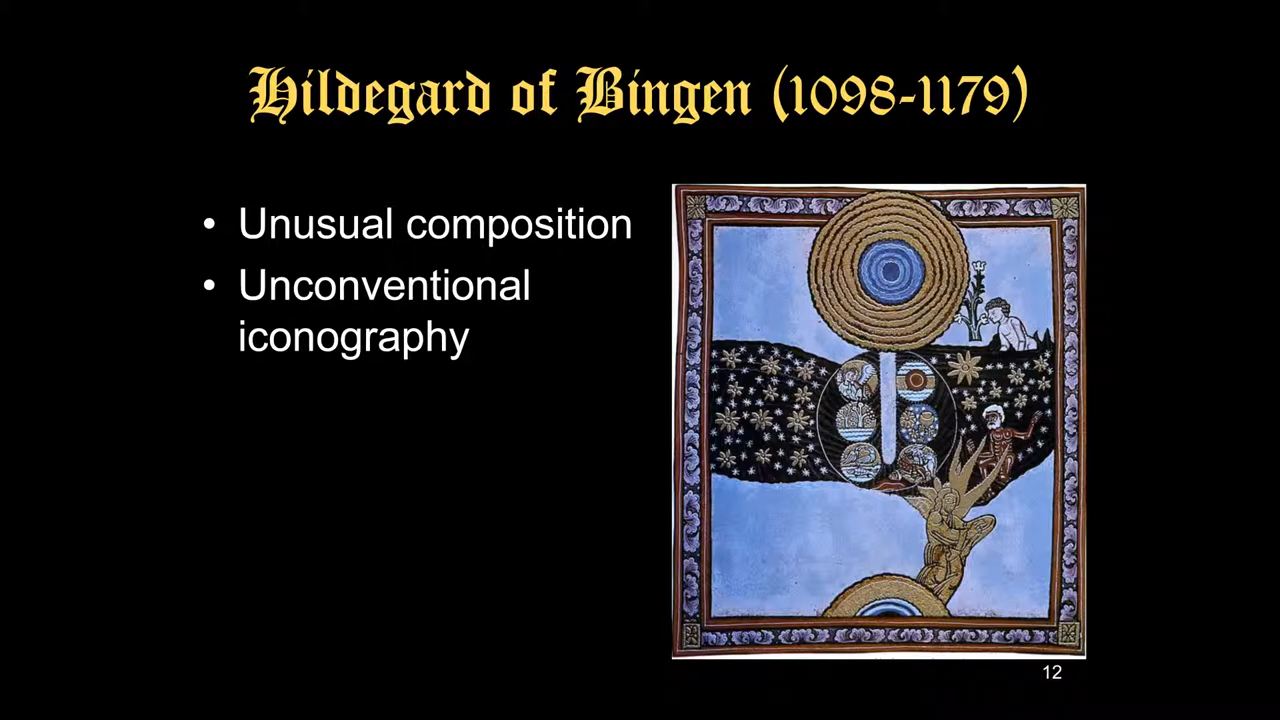 Hildegard of Bingen (1098-1179)
• Unusual composition
• Unconventional
iconography
12